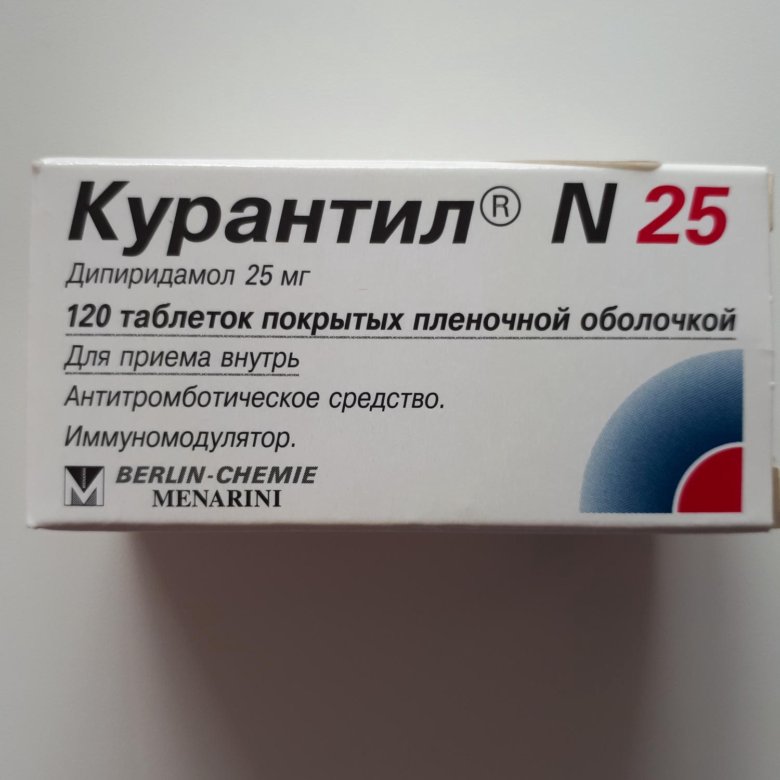 Курантил® N 25
Дипиридамол 25 мг
120 таблеток покрытых пленочной оболочкой
Для приема внутрь
Антитромботическое средство.
Иммуномодулятор.
BERLIN-CHEMIE
MENARINI